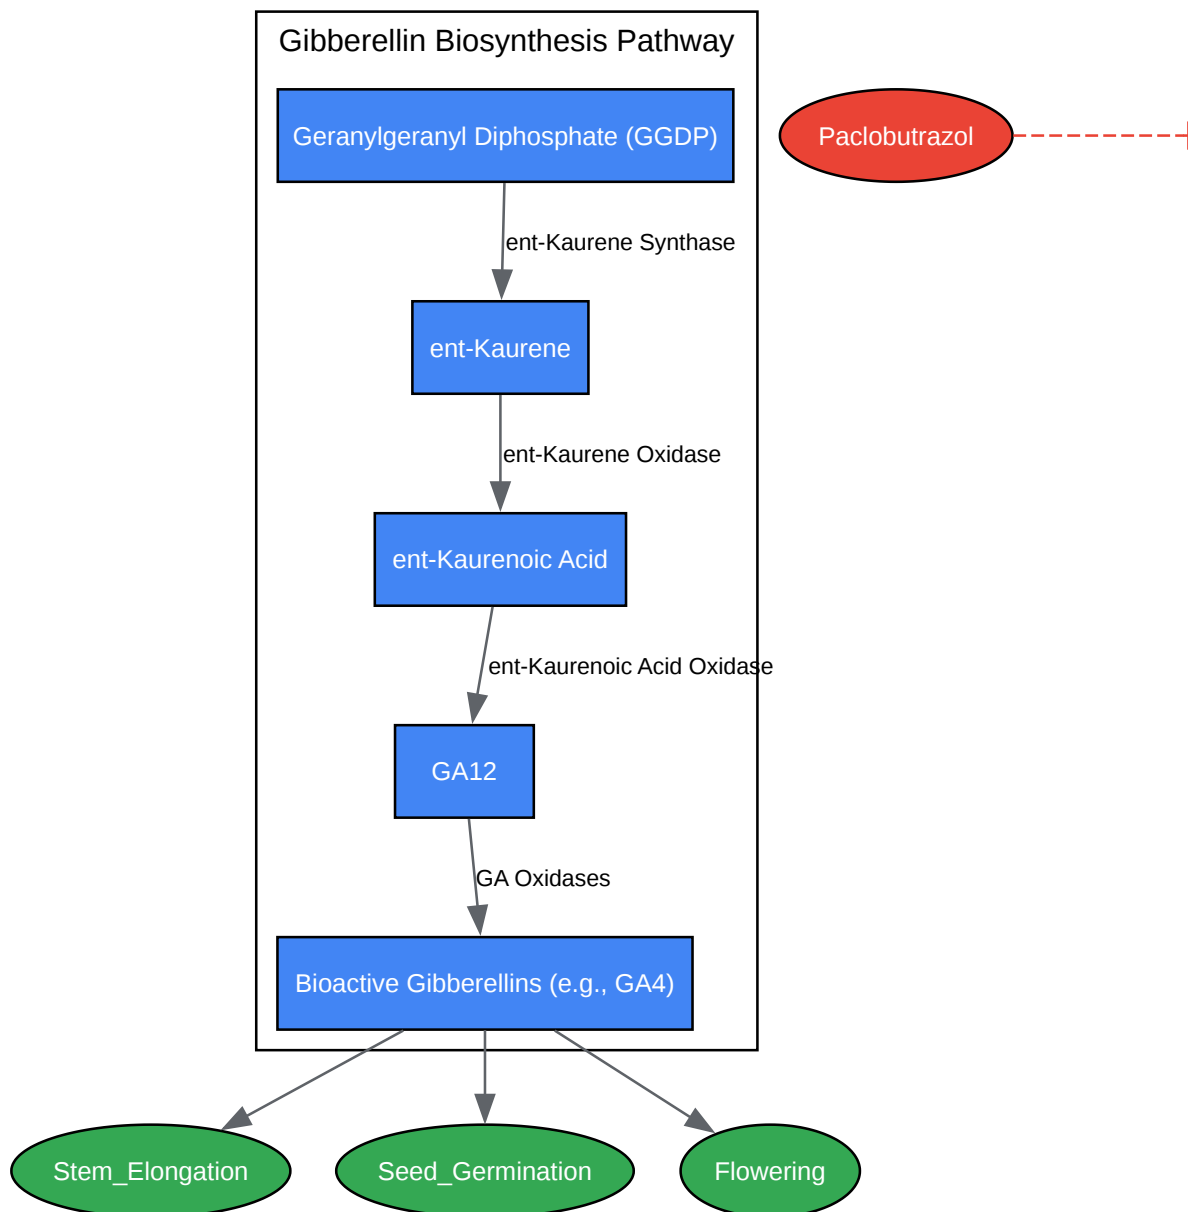 Gibberellin Biosynthesis Pathway
Geranylgeranyl Diphosphate (GGDP)
Paclobutrazol
ent-Kaurene Synthase
ent-Kaurene
ent-Kaurene Oxidase
ent-Kaurenoic Acid
ent-Kaurenoic Acid Oxidase
GA12
GA Oxidases
Bioactive Gibberellins (e.g., GA4)
Stem_Elongation
Seed_Germination
Flowering